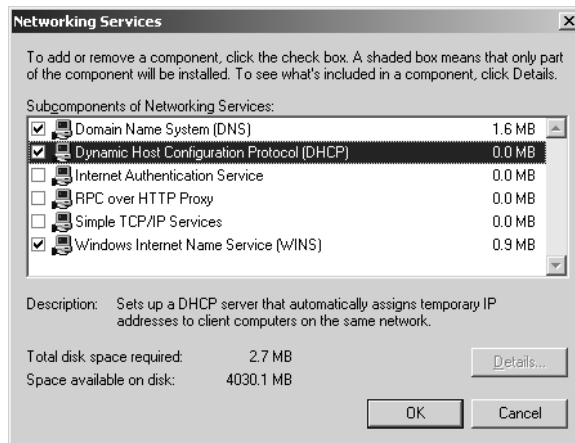 Networking Services
To add or remove a component, click the check box. A shaded box means that only part
of the component will be installed. To see what's included in a component, click Details.
Subcomponents of Networking Services:
Domain Name System (DNS) 1.6 MB
Dynamic Host Configuration Protocol (DHCP) 0.0 MB
Internet Authentication Service 0.0 MB
RPC over HTTP Proxy 0.0 MB
Simple TCP/IP Services 0.0 MB
Windows Internet Name Service (WINS) 0.9 MB
Description: Sets up a DHCP server that automatically assigns temporary IP
addresses to client computers on the same network.
Total disk space required: 2.7 MB
Space available on disk: 4030.1 MB
Details...
OK Cancel